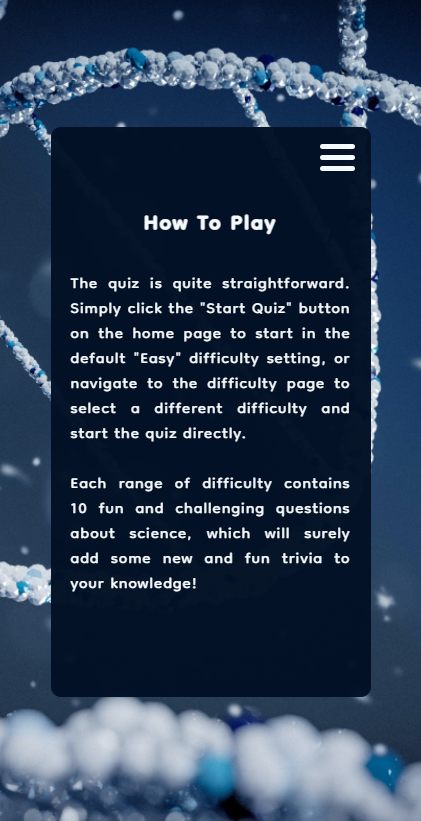 How To Play
The quiz is quite straightforward.
Simply click the "Start Quiz" button
on the home page to start in the
default "Easy" difficulty setting, or
navigate to the difficulty page to
select a different difficulty and
start the quiz directly.
Each range of difficulty contains
10 fun and challenging questions
about science, which will surely
add some new and fun trivia to
your knowledge!